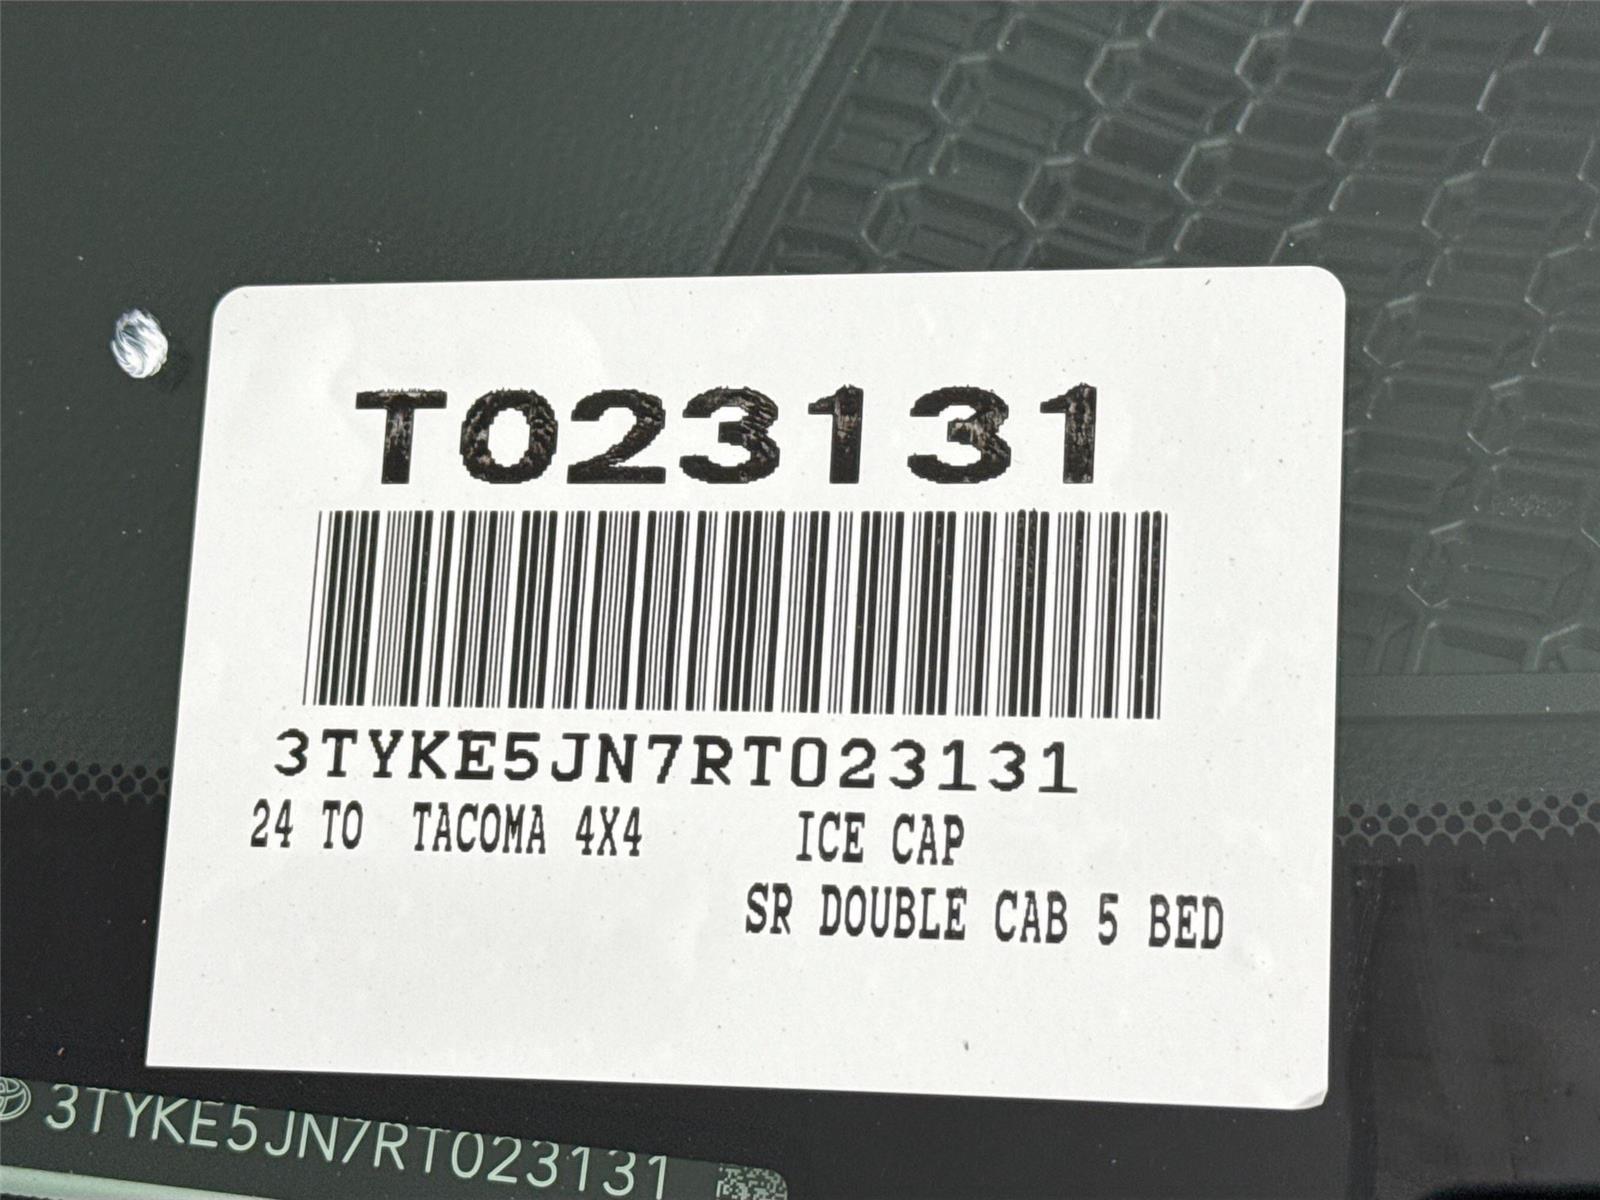 T023131
3TYKE5JN7RT023131
24 TO TACOMA 4X4 ICE CAP
SR DOUBLE CAB 5 BED
3TYKE5JN7RT023131